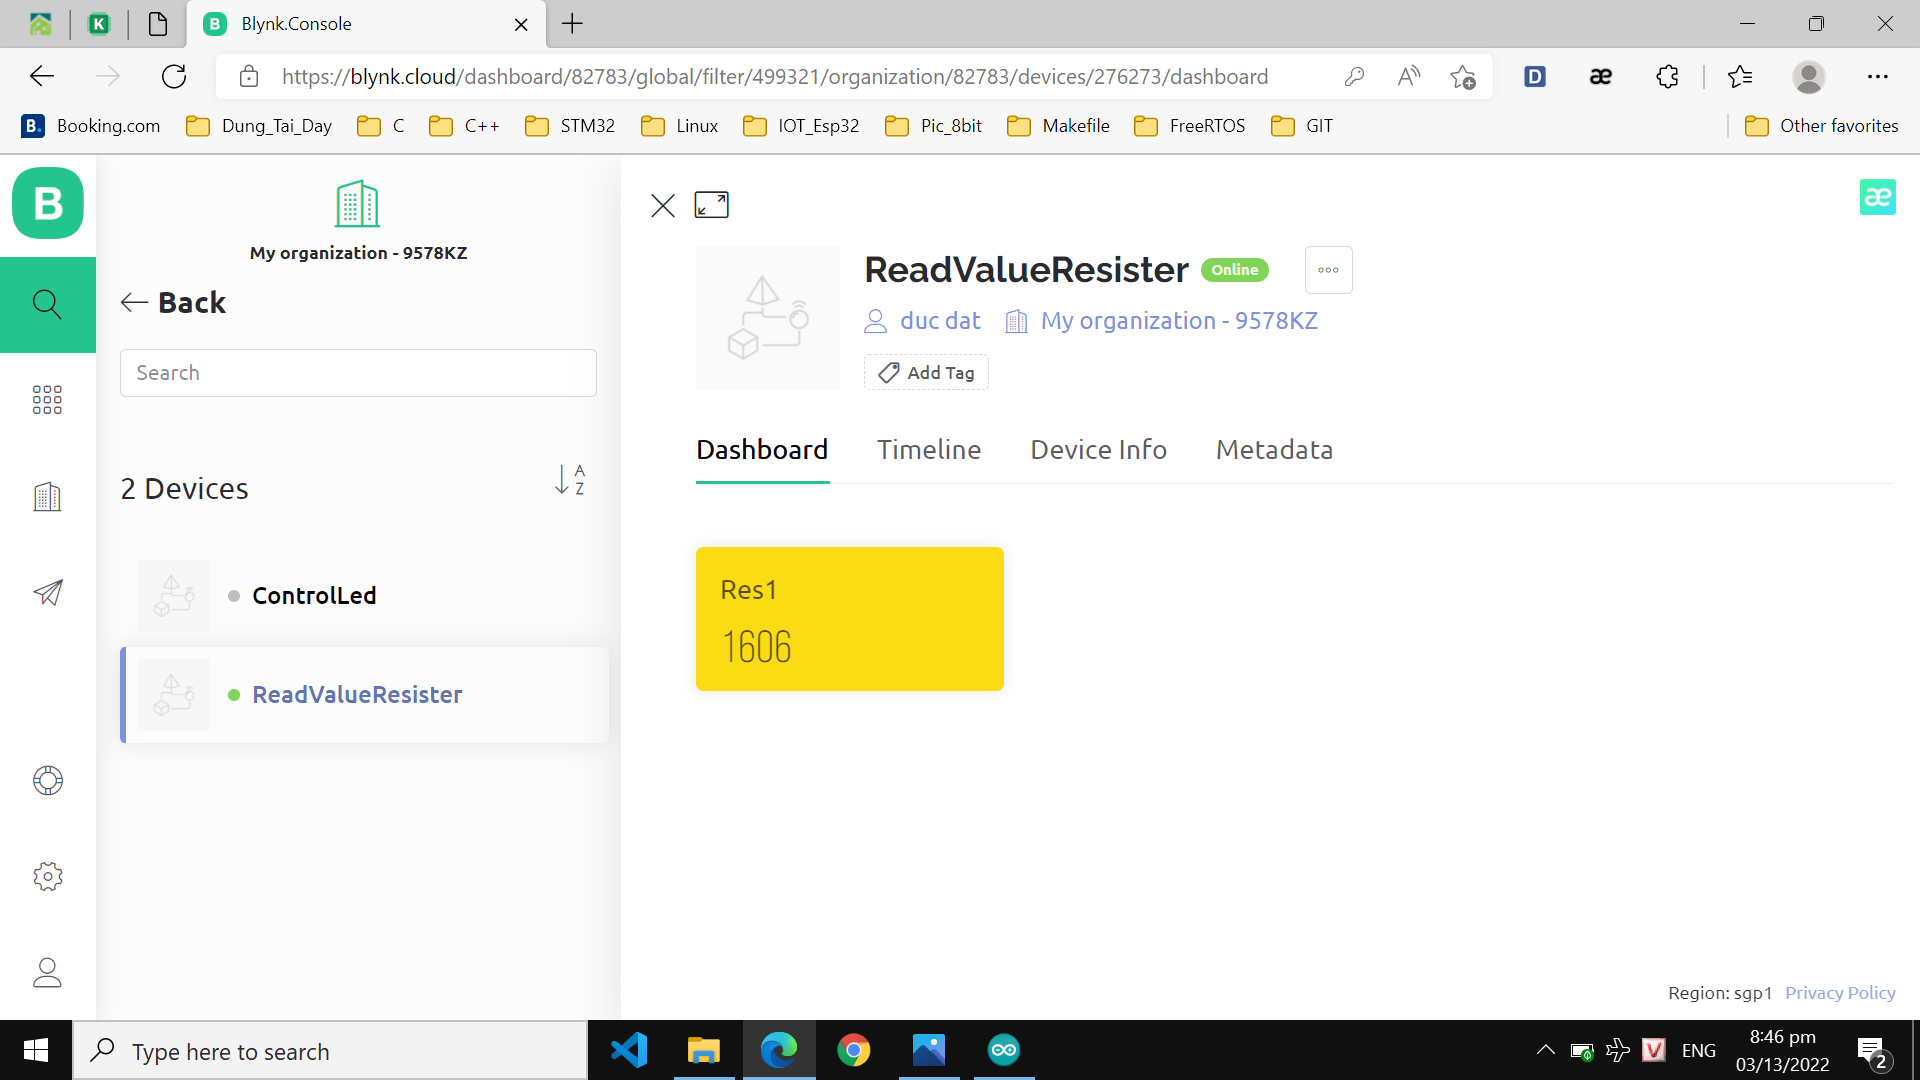 Blynk.Console
https://blynk.cloud/dashboard/82783/global/filter/499321/organization/82783/devices/276273/dashboard
Booking.com Dung_Tai_Day C C++ STM32 Linux IOT_Esp32 Pic_8bit Makefile FreeRTOS GIT Other favorites
B
My organization - 9578KZ
Back
Search
2 Devices
A
Z
ControlLed
ReadValueResister
æ
ReadValueResister Online
duc dat My organization - 9578KZ
Add Tag
Dashboard Timeline Device Info Metadata
Res1
1606
Region: sgp1 Privacy Policy
Type here to search
ENG
8:46 pm
03/13/2022
2